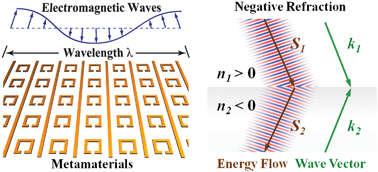 Electromagnetic Waves
Wavelength λ
Metamaterials
Negative Refraction
S₁
k₁
n₁ > 0
n₂ < 0
S₂
k₂
Energy Flow
Wave Vector